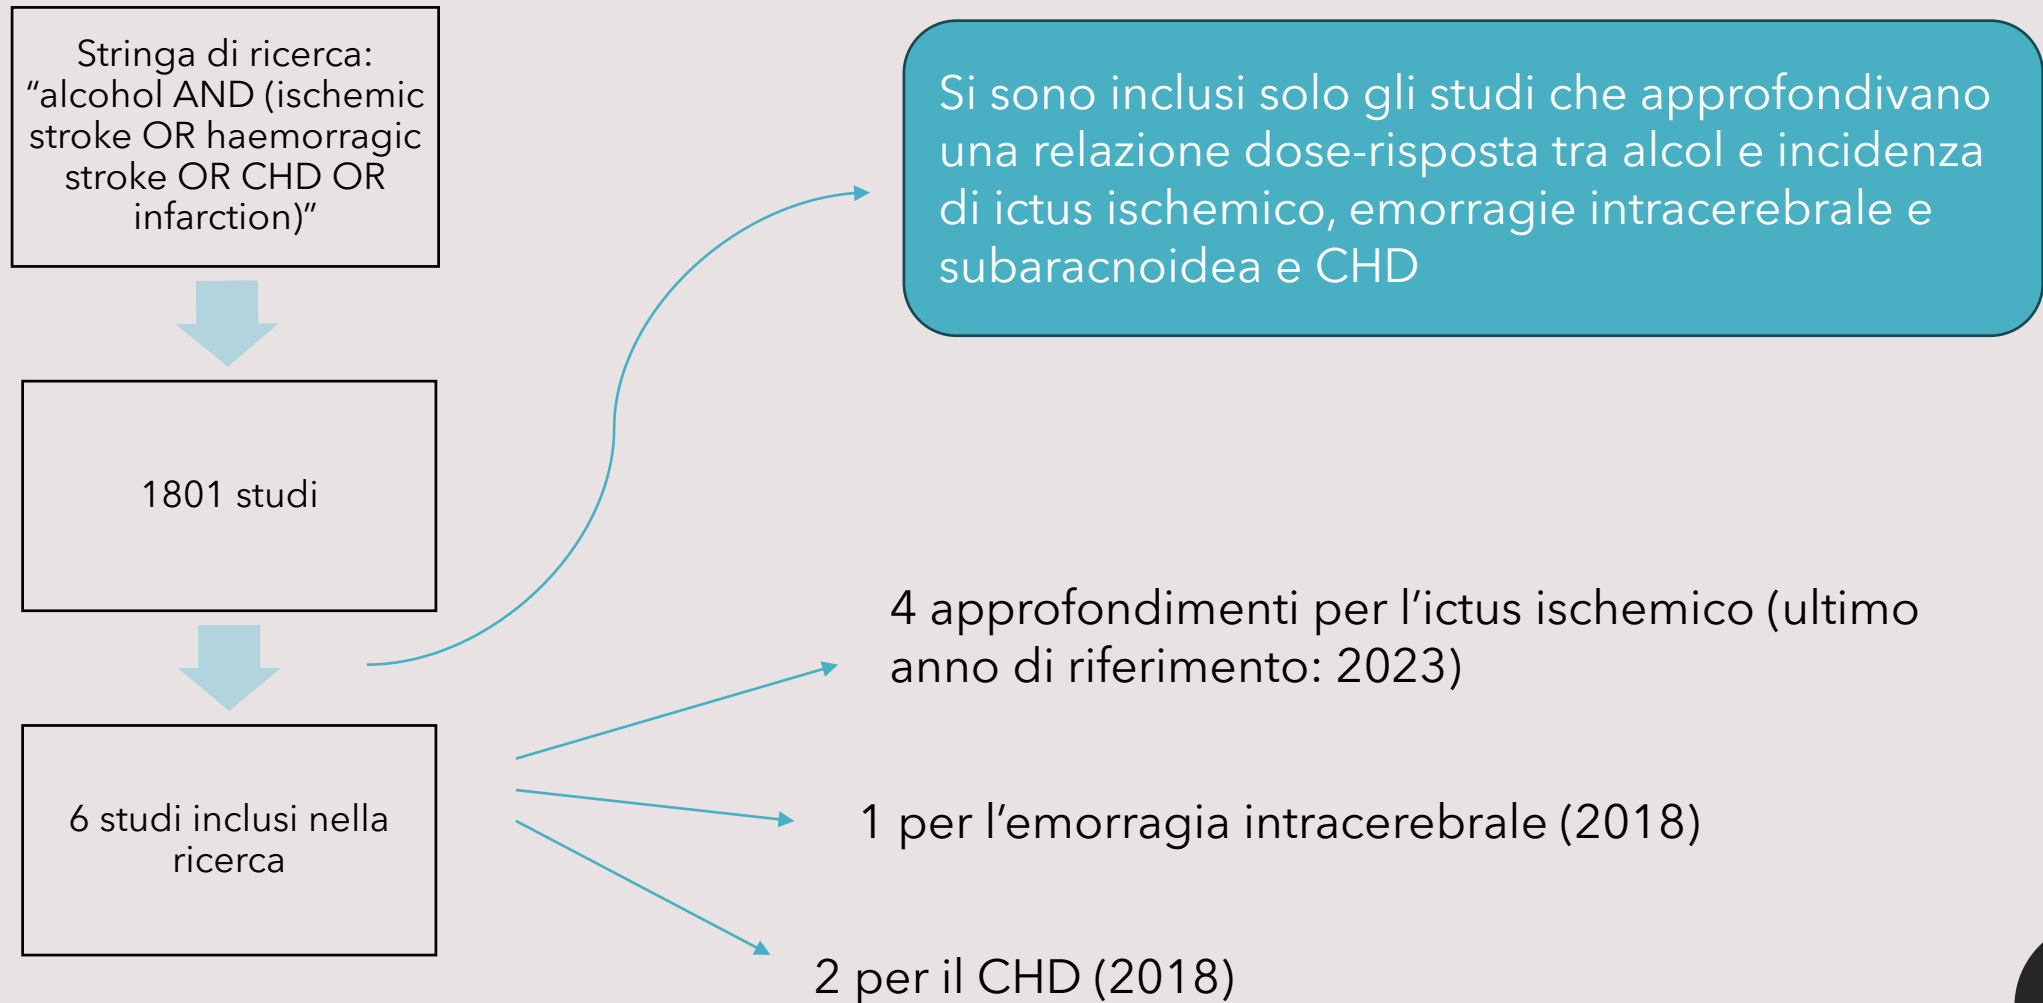 Stringa di ricerca:
“alcohol AND (ischemic
stroke OR haemorragic
stroke OR CHD OR
infarction)”
Si sono inclusi solo gli studi che approfondivano
una relazione dose-risposta tra alcol e incidenza
di ictus ischemico, emorragie intracerebrale e
subaracnoidea e CHD
1801 studi
6 studi inclusi nella
ricerca
4 approfondimenti per l’ictus ischemico (ultimo
anno di riferimento: 2023)
1 per l’emorragia intracerebrale (2018)
2 per il CHD (2018)